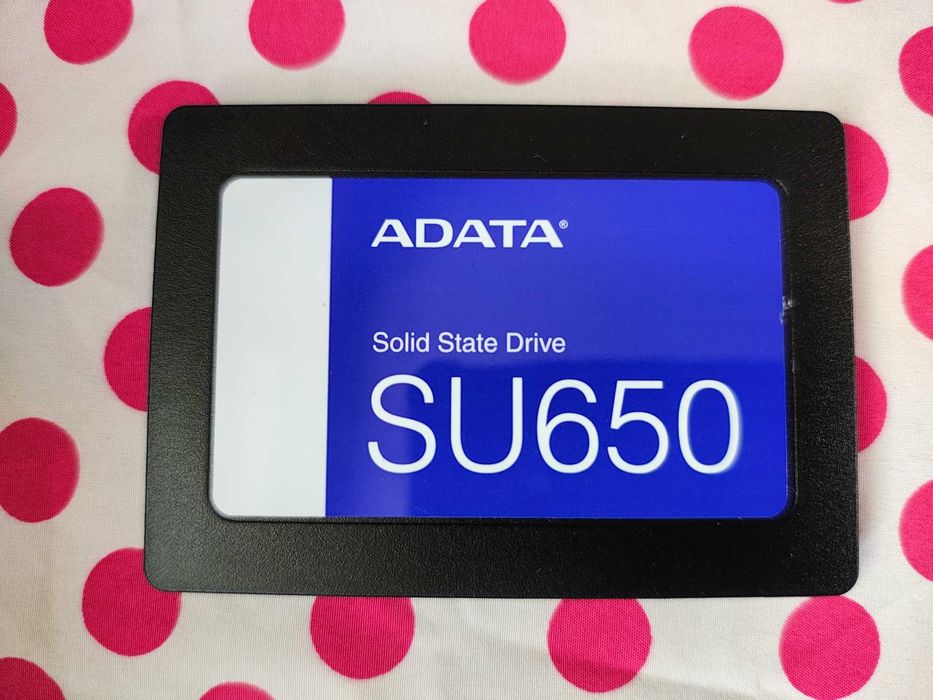 ADATA®
Solid State Drive
SU650